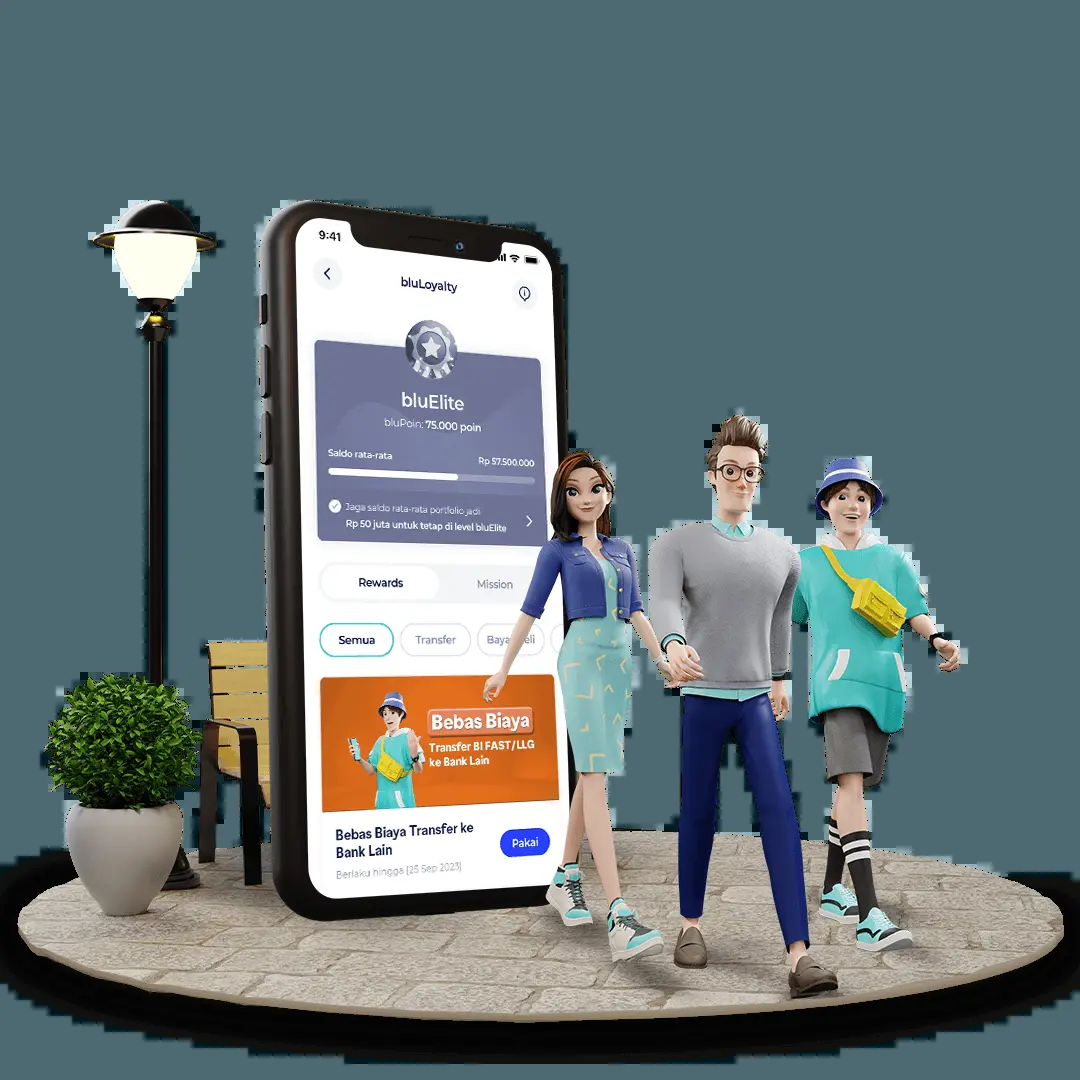 9:41
bluLoyalty
bluElite
bluPoin: 75.000 poin
Saldo rata-rata
Rp 57.500.000
Jaga saldo rata-rata portfolio jadi
Rp 50 juta untuk tetap di level bluElite
Rewards
Mission
Semua
Transfer
Bebas Biaya
Transfer BI FAST/LLG
ke Bank Lain
Bebas Biaya Transfer ke
Bank Lain
Pakai
Berlaku hingga [25 Sep 2023]